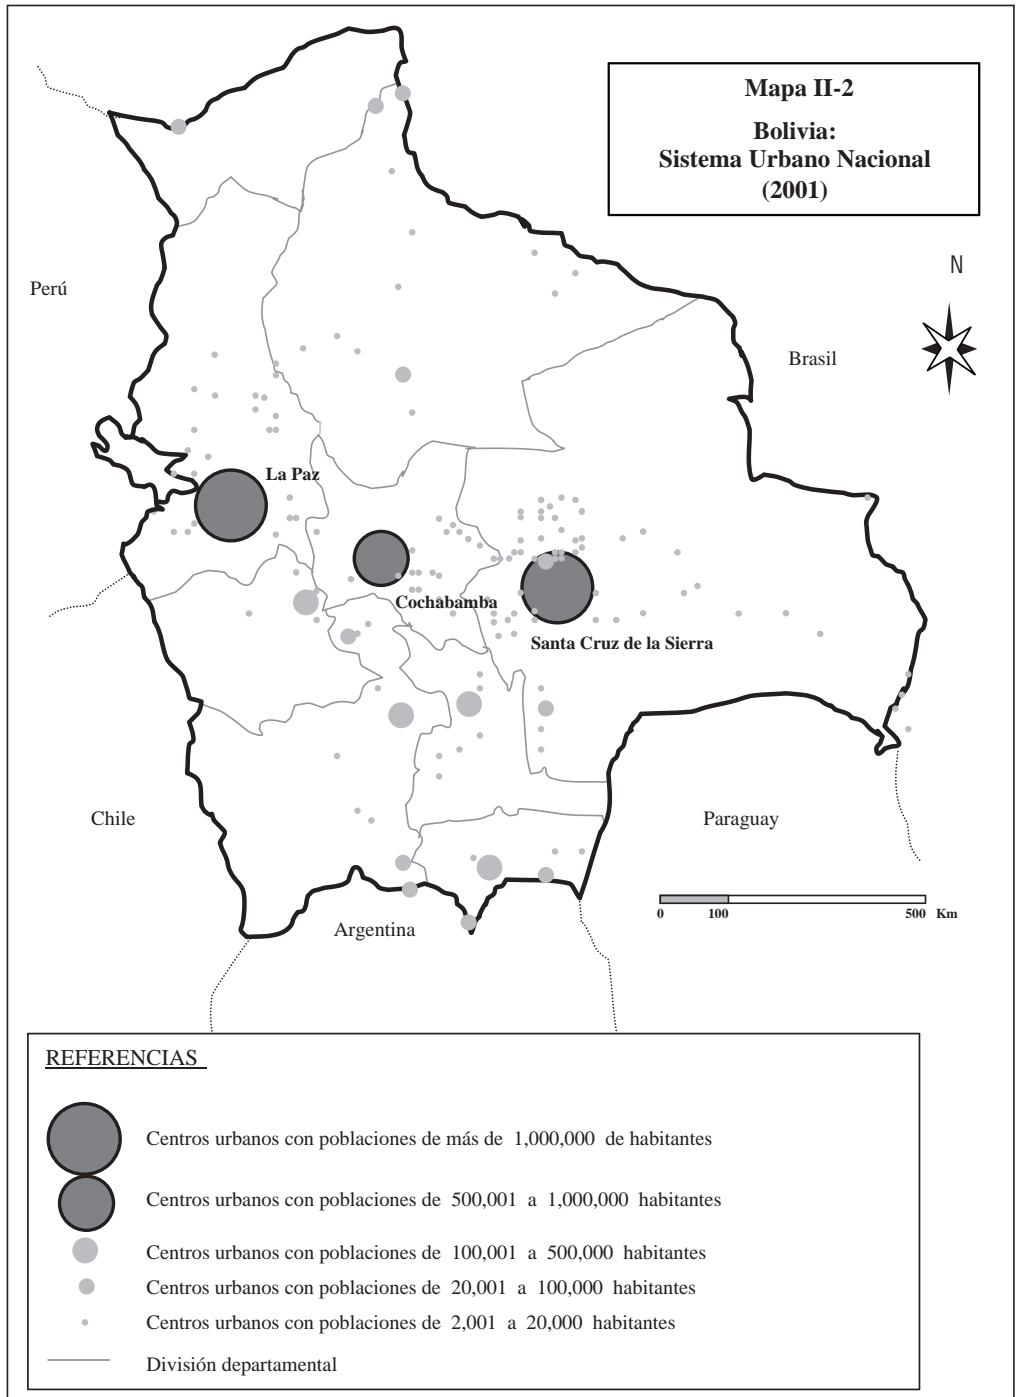 Mapa II-2
Bolivia:
Sistema Urbano Nacional
(2001)
N
Perú
Brasil
La Paz
Cochabamba
Santa Cruz de la Sierra
Chile
Paraguay
0 100 500 Km
Argentina
REFERENCIAS
Centros urbanos con poblaciones de más de 1,000,000 de habitantes
Centros urbanos con poblaciones de 500,001 a 1,000,000 habitantes
Centros urbanos con poblaciones de 100,001 a 500,000 habitantes
Centros urbanos con poblaciones de 20,001 a 100,000 habitantes
Centros urbanos con poblaciones de 2,001 a 20,000 habitantes
División departamental